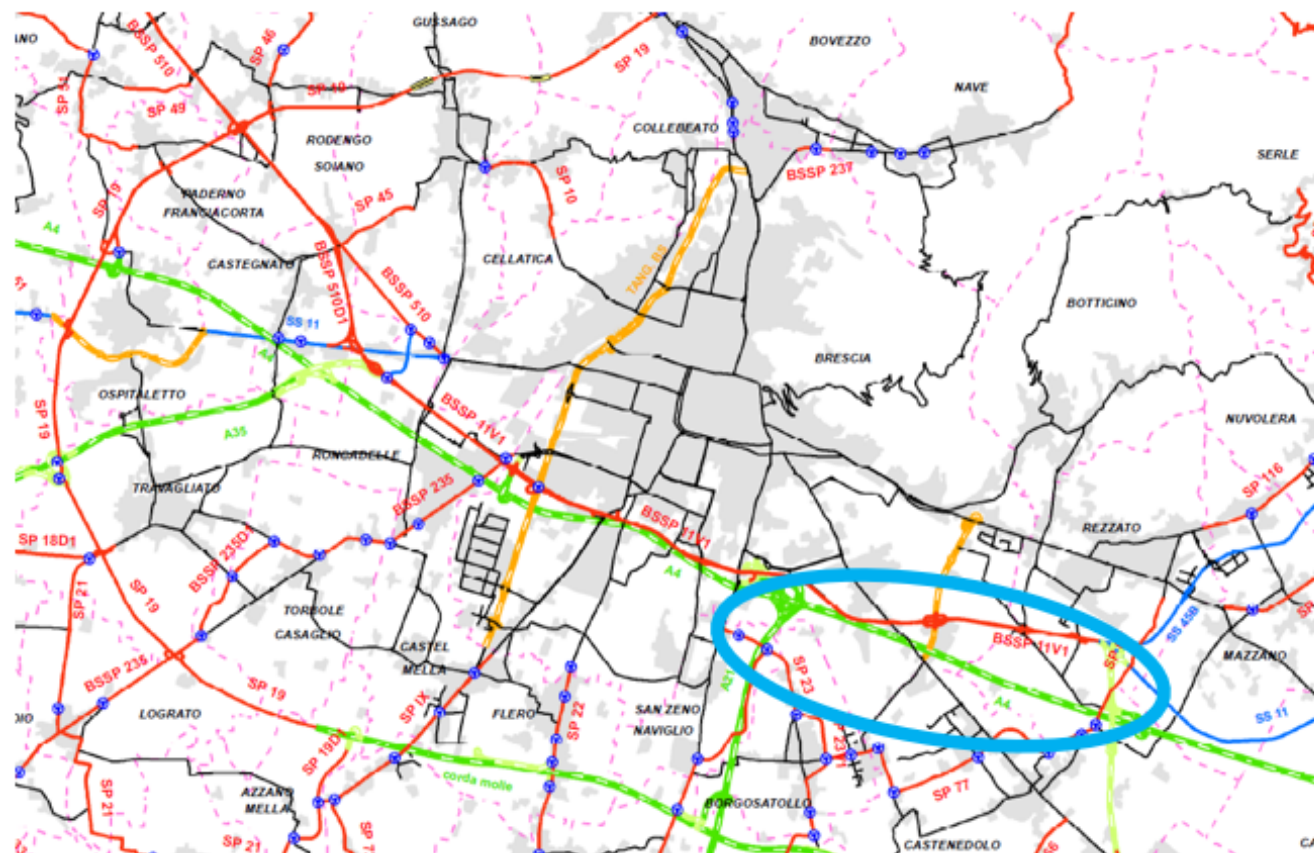 GUSSAGO
BSSP 510
SP 46
SP 19
BOVEZZO
NAVE
SP 49
RODENGO
SOIANO
COLLEBEATO
SERLE
BSSP 237
PADERNO
FRANCIACORTA
SP 19
SP 45
SP 10
A4
CASTEGNATO
CELLATICA
TANG. BS
BSSP 510D1
BSSP 510
BOTTICINO
SS 11
A4
BRESCIA
OSPITALETTO
SP 19
A35
BSSP 11V1
NUVOLERA
RONCADELLE
TRAVAGLIATO
BSSP 235
SP 116
REZZATO
SP 18D1
BSSP 11V1
A4
SP 21
SP 19
TORBOLE
CASAGLIO
CASTEL
MELLA
BSSP 11V1
SS 45B
MAZZANO
BSSP 235
SP 23
A21
A4
LOGRATO
SP 19
SP IX
FLERO
SP 22
SAN ZENO
NAVIGLIO
SS 11
SP 19D1
corda molle
AZZANO
MELLA
SP 21
SP 77
BORGOSATOLLO
SP 21
CASTENEDOLO